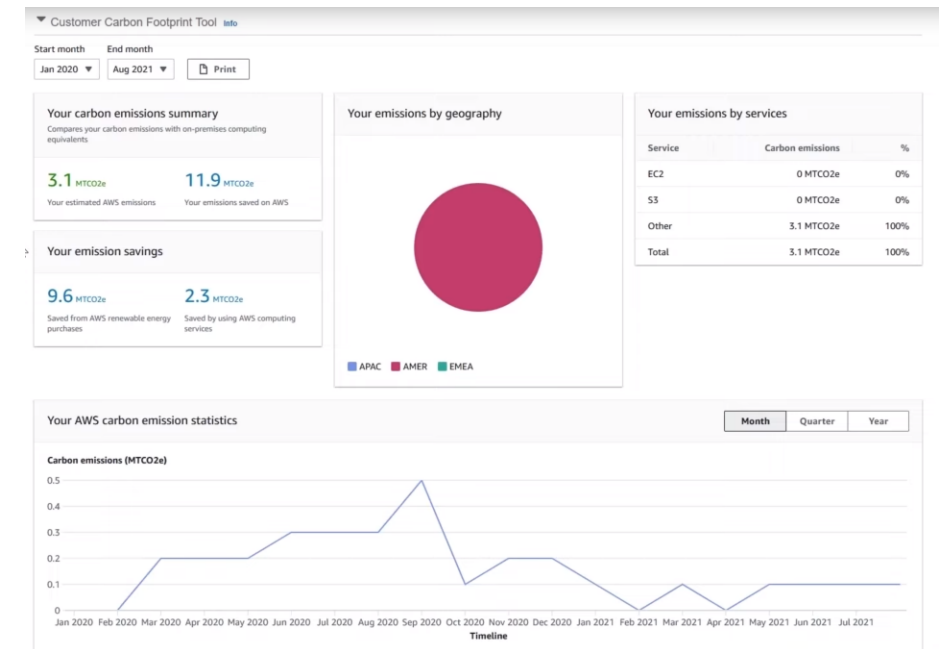 Customer Carbon Footprint Tool Info
Start month End month
Jan 2020 Aug 2021 Print
Your carbon emissions summary
Compares your carbon emissions with on-premises computing
equivalents
3.1 MTCO2e 11.9 MTCO2e
Your estimated AWS emissions Your emissions saved on AWS
Your emission savings
9.6 MTCO2e 2.3 MTCO2e
Saved from AWS renewable energy Saved by using AWS computing
purchases services
Your emissions by geography
APAC AMER EMEA
Your emissions by services
Service Carbon emissions %
EC2 0 MTCO2e 0%
S3 0 MTCO2e 0%
Other 3.1 MTCO2e 100%
Total 3.1 MTCO2e 100%
Your AWS carbon emission statistics Month Quarter Year
Carbon emissions (MTCO2e)
0.5
0.4
0.3
0.2
0.1
0
Jan 2020 Feb 2020 Mar 2020 Apr 2020 May 2020 Jun 2020 Jul 2020 Aug 2020 Sep 2020 Oct 2020 Nov 2020 Dec 2020 Jan 2021 Feb 2021 Mar 2021 Apr 2021 May 2021 Jun 2021 Jul 2021
Timeline